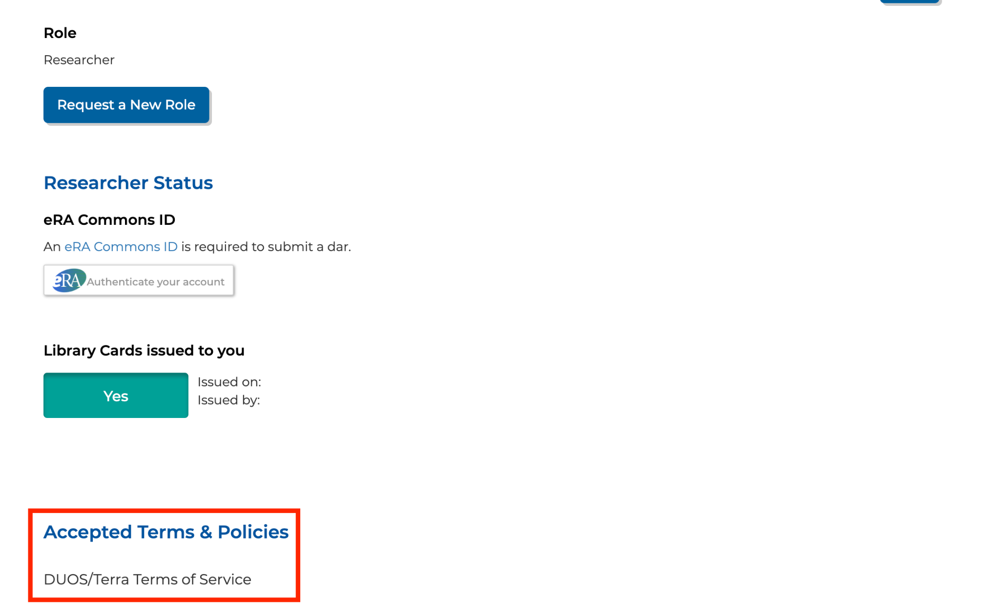 Role
Researcher
Request a New Role
Researcher Status
eRA Commons ID
An eRA Commons ID is required to submit a dar.
eRA Authenticate your account
Library Cards issued to you
Yes
Issued on:
Issued by:
Accepted Terms & Policies
DUOS/Terra Terms of Service